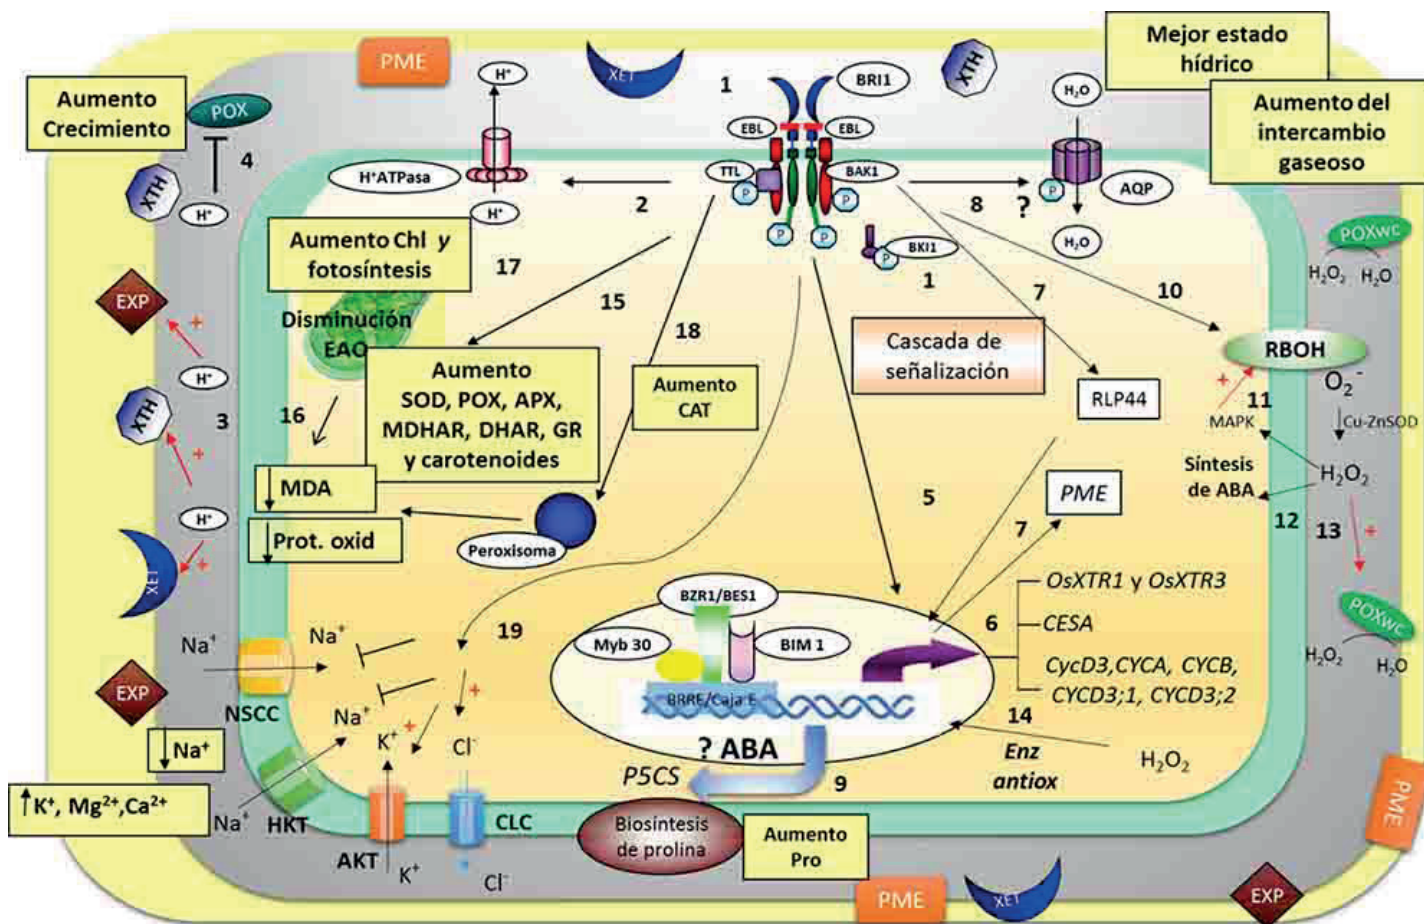 PME
XET
1
BRI1
XTH
Mejor estado
hídrico
Aumento
Crecimiento
POX
H⁺
EBL
EBL
H₂O
Aumento del
intercambio
gaseoso
4
H⁺ATPasa
TTL
P
BAK1
P
P
AQP
XTH
H⁺
H⁺
2
8
?
P
P
P
BKI1
H₂O
POXwc
H₂O₂
H₂O
Aumento Chl y
fotosíntesis
17
1
7
10
EXP
+
15
Disminución
EAO
18
Cascada de
señalización
RBOH
O₂⁻
H⁺
Aumento
SOD, POX, APX,
MDHAR, DHAR, GR
y carotenoides
Aumento
CAT
RLP44
+
11
MAPK
Cu-ZnSOD
XTH
3
16
+
MDA
Síntesis
de ABA
H₂O₂
5
PME
H⁺
Prot. oxid
Peroxisoma
7
12
13
+
XET
+
BZR1/BES1
OsXTR1 y OsXTR3
POXwc
Na⁺
Na⁺
19
Myb 30
BIM 1
6
CESA
H₂O₂
H₂O
EXP
NSCC
+
BRRE/Caja E
CycD3,CYCA, CYCB,
CYCD3;1, CYCD3;2
Na⁺
Na⁺
K⁺
+
Cl⁻
? ABA
14
Enz
antiox
H₂O₂
K⁺, Mg²⁺,Ca²⁺
P5CS
9
PME
Na⁺
HKT
CLC
Biosíntesis
de prolina
Aumento
Pro
AKT
K⁺
Cl⁻
PME
XET
EXP